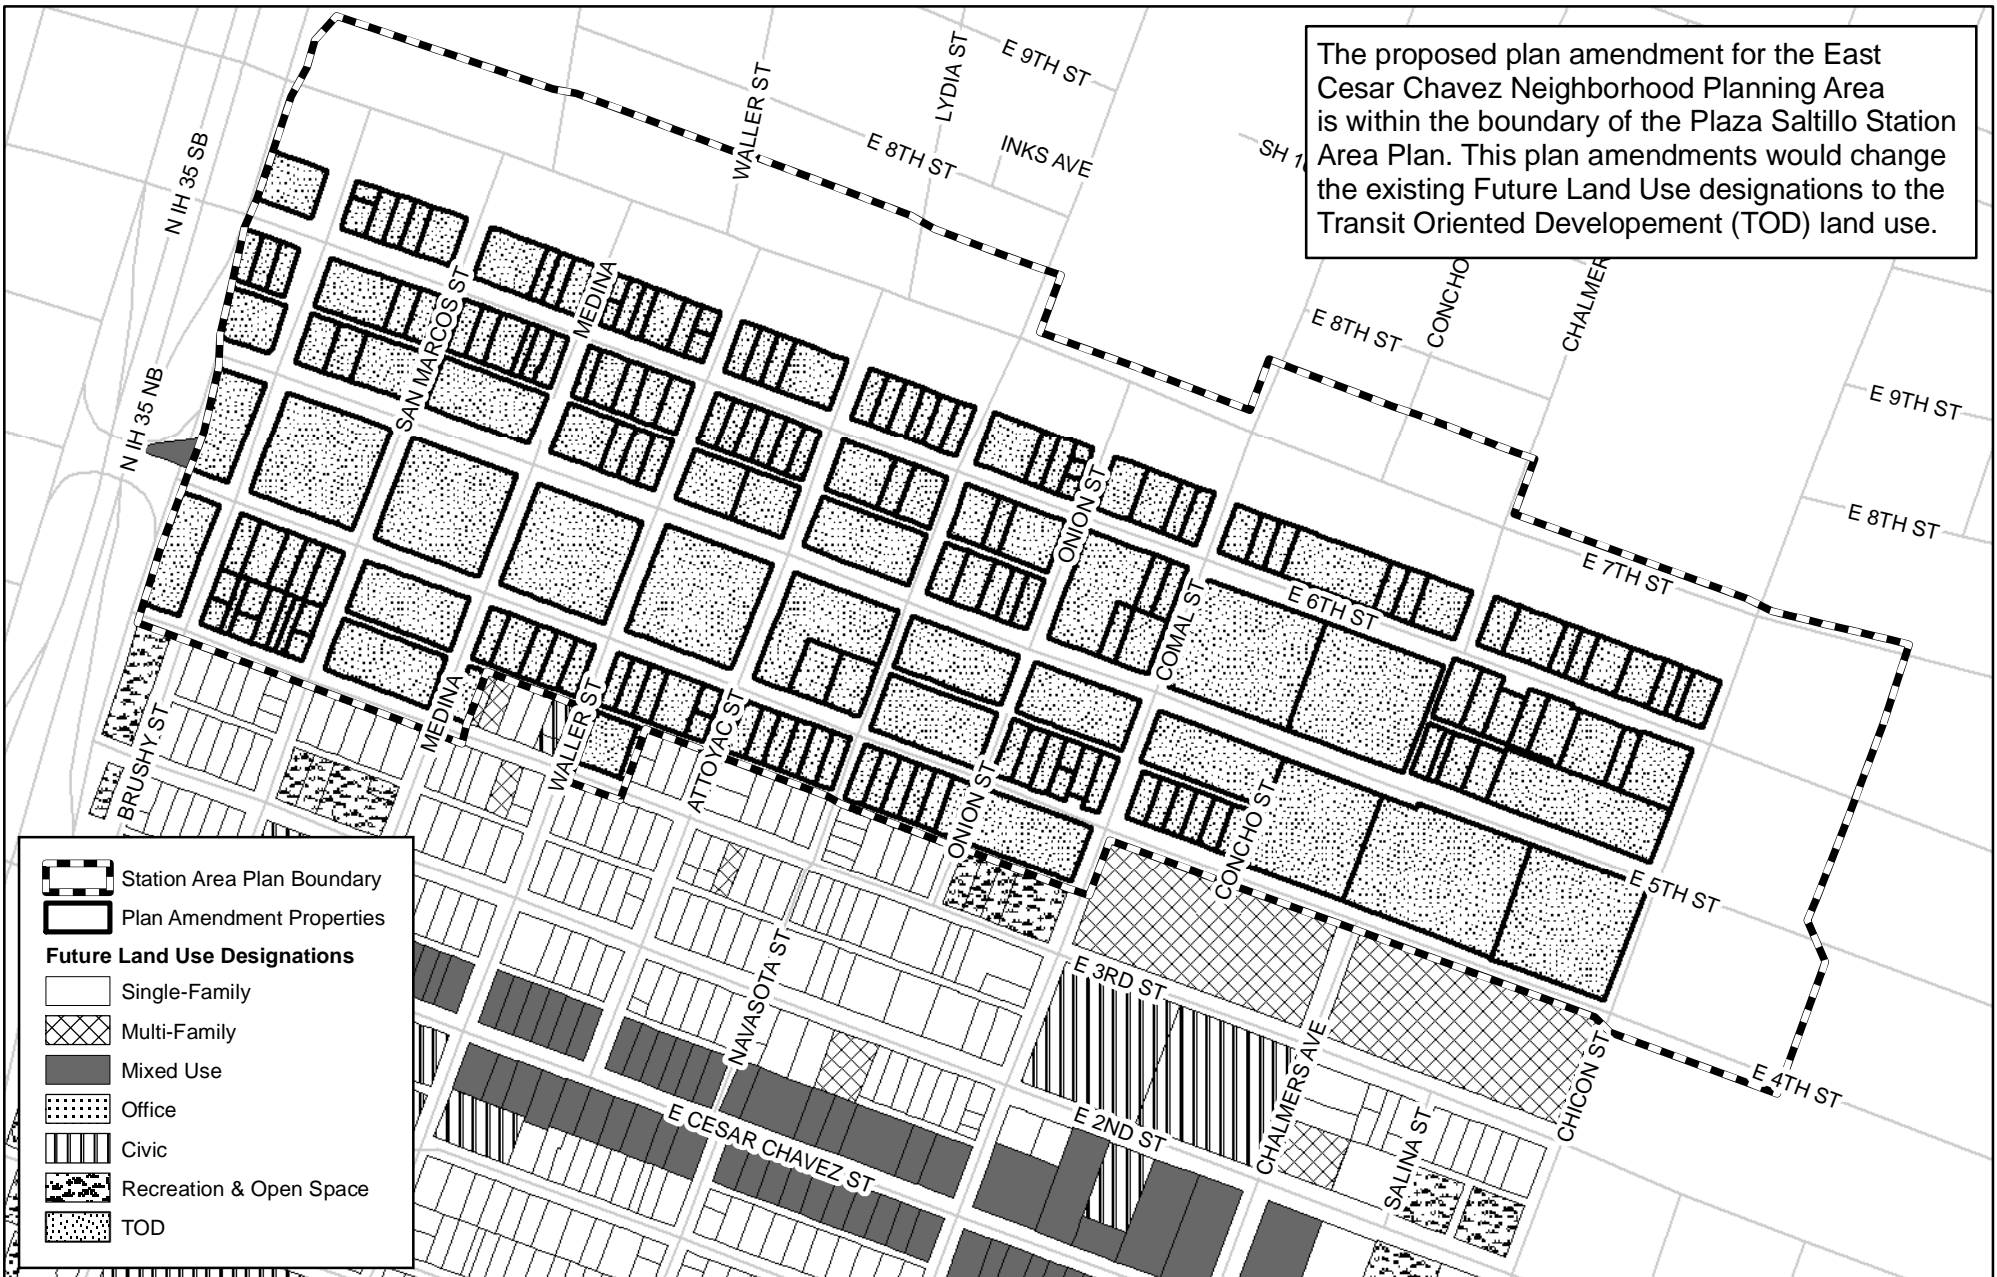 The proposed plan amendment for the East
Cesar Chavez Neighborhood Planning Area
is within the boundary of the Plaza Saltillo Station
Area Plan. This plan amendments would change
the existing Future Land Use designations to the
Transit Oriented Developement (TOD) land use.
E 9TH ST
LYDIA ST
WALLER ST
E 8TH ST
INKS AVE
SH 1
N IH 35 SB
CONCHO
CHALMER
E 8TH ST
MEDINA
SAN MARCOS ST
N IH 35 NB
E 9TH ST
E 8TH ST
ONION ST
E 7TH ST
E 6TH ST
COMAL ST
BRUSHY ST
MEDINA
WALLER ST
ATTOYAC ST
ONION ST
CONCHO ST
E 5TH ST
NAVASOTA ST
E 3RD ST
CHALMERS AVE
CHICON ST
E 4TH ST
E 2ND ST
SALINA ST
E CESAR CHAVEZ ST
Station Area Plan Boundary
Plan Amendment Properties
Future Land Use Designations
Single-Family
Multi-Family
Mixed Use
Office
Civic
Recreation & Open Space
TOD